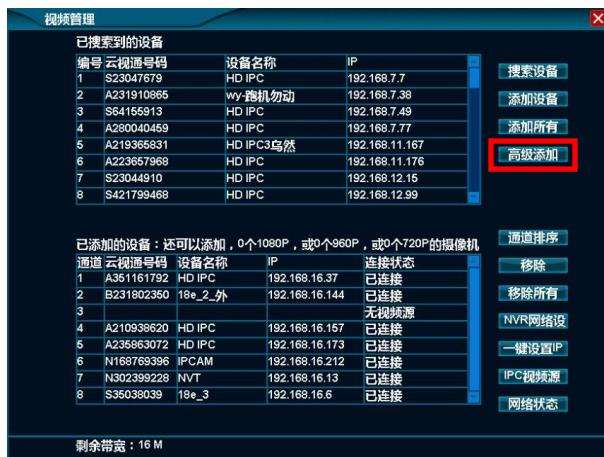 视频管理
已搜索到的设备
编号 云视通号码 设备名称 IP
1 S23047679 HD IPC 192.168.7.7
2 A231910865 wy-跑机勿动 192.168.7.38
3 S64155913 HD IPC 192.168.7.49
4 A280040459 HD IPC 192.168.7.77
5 A219365831 HD IPC3乌然 192.168.11.167
6 A223657968 HD IPC 192.168.11.176
7 S23044910 HD IPC 192.168.12.15
8 S421799468 HD IPC 192.168.12.99
搜索设备
添加设备
添加所有
高级添加
已添加的设备：还可以添加，0个1080P，或0个960P，或0个720P的摄像机
通道 云视通号码 设备名称 IP 连接状态
1 A351161792 HD IPC 192.168.16.37 已连接
2 B231802350 18e_2_外 192.168.16.144 已连接
3 无视频源
4 A210938620 HD IPC 192.168.16.157 已连接
5 A235863072 HD IPC 192.168.16.173 已连接
6 N168769396 IPCAM 192.168.16.212 已连接
7 N302399228 NVT 192.168.16.13 已连接
8 S35038039 18e_3 192.168.16.6 已连接
通道排序
移除
移除所有
NVR网络设
一键设置IP
IPC视频源
网络状态
剩余带宽：16 M